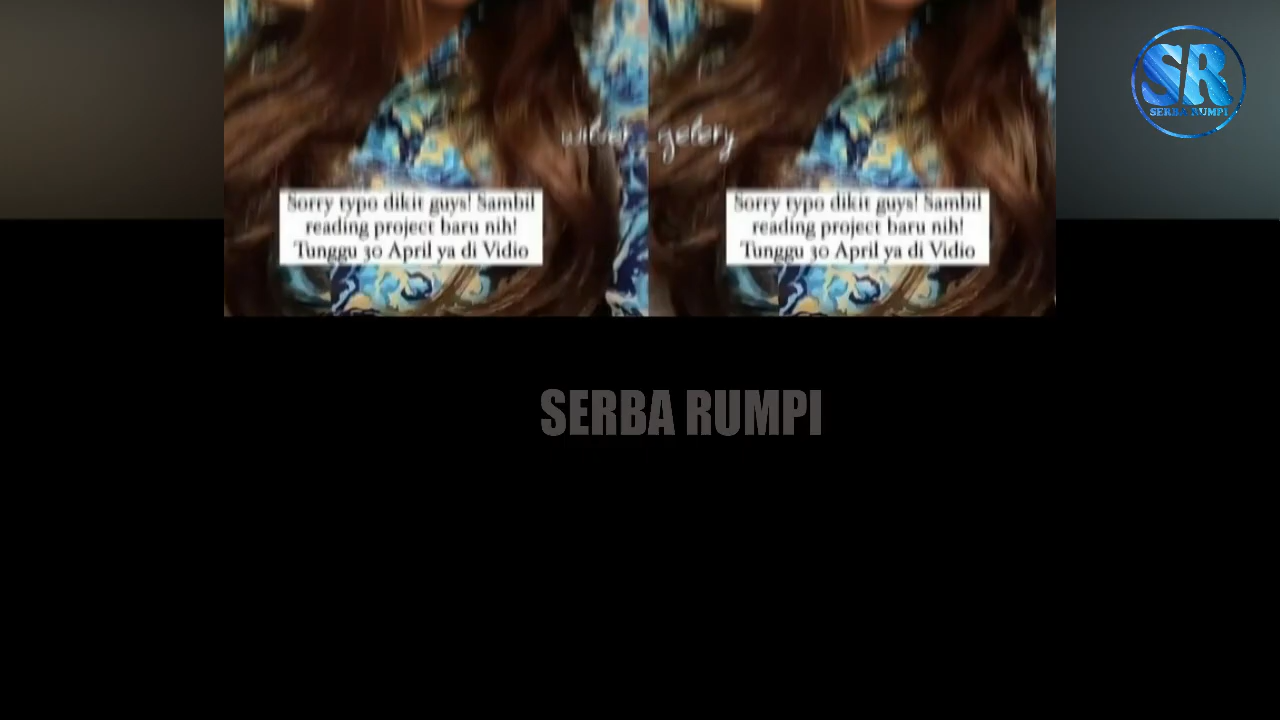 SR
SERBA RUMPI
Sorry typo dikit guys! Sambil
reading project baru nih!
Tunggu 30 April ya di Vidio
Sorry typo dikit guys! Sambil
reading project baru nih!
Tunggu 30 April ya di Vidio
SERBA RUMPI